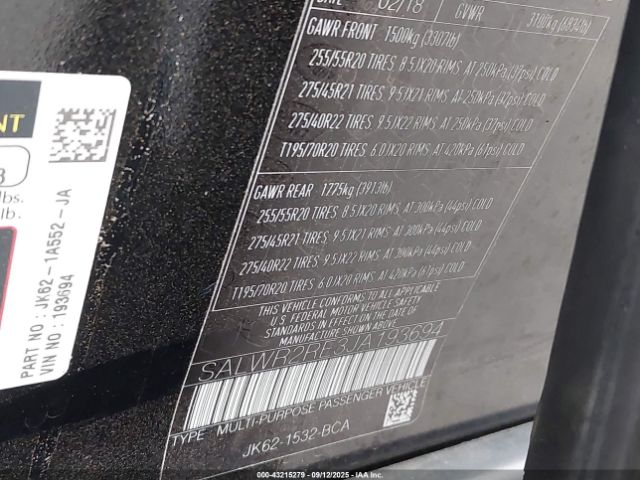 02/18 GVWR 3100kg (6834lb)
GAWR FRONT 1500kg (3307lb)
255/55R20 TIRES 8.5JX20 RIMS AT 250kPa (37psi) COLD
275/45R21 TIRES 9.5JX21 RIMS AT 250kPa (37psi) COLD
275/40R22 TIRES 9.5JX22 RIMS AT 250kPa (37psi) COLD
T195/70R20 TIRES 6.0JX20 RIMS AT 420kPa (61psi) COLD
GAWR REAR 1775kg (3913lb)
255/55R20 TIRES 8.5JX20 RIMS AT 300kPa (44psi) COLD
275/45R21 TIRES 9.5JX21 RIMS AT 300kPa (44psi) COLD
275/40R22 TIRES 9.5JX22 RIMS AT 300kPa (44psi) COLD
T195/70R20 TIRES 6.0JX20 RIMS AT 420kPa (61psi) COLD
THIS VEHICLE CONFORMS TO ALL APPLICABLE
U.S FEDERAL MOTOR VEHICLE SAFETY
STANDARDS IN EFFECT ON THE DATE OF
MANUFACTURE SHOWN ABOVE.
SALWR2RE3JA193694
TYPE MULTI-PURPOSE PASSENGER VEHICLE
JK62-1532-BCA
NT
lbs.
lb.
PART NO: JK62-1A552-JA
VIN NO: 193694
000-43215279 - 09/12/2025 - IAAI.com